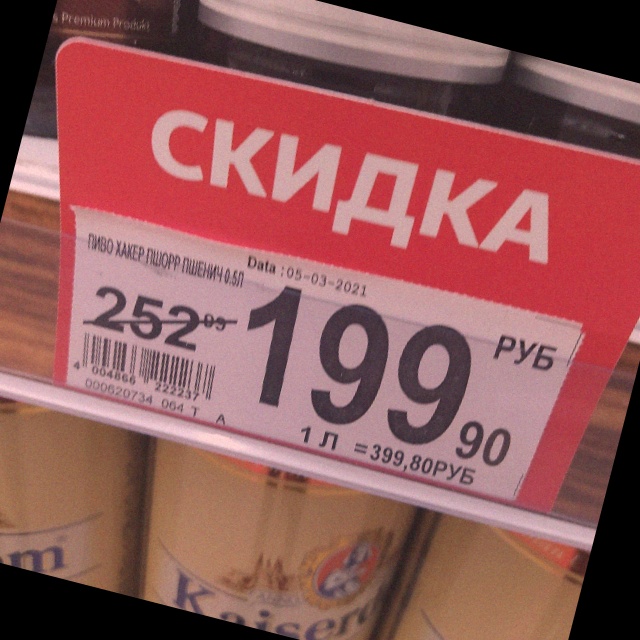 Premium Produkt
СКИДКА
ПИВО ХАКЕР ПШОРР ПШЕНИЧ 0.5Л
Data : 05-03-2021
252
199 90
РУБ
4 004866 222237
000620734 064 Т А
1 Л =399,80РУБ
Kaiser